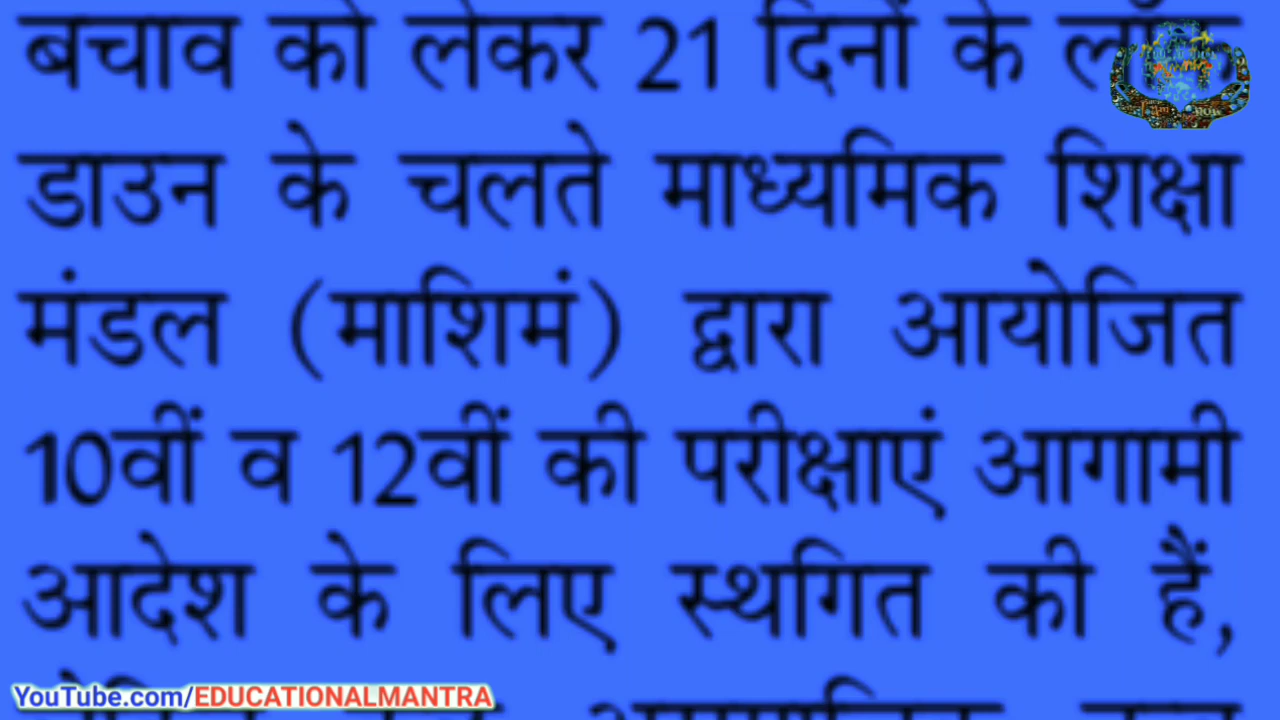 बचाव को लेकर 21 दिनों के लॉक
डाउन के चलते माध्यमिक शिक्षा
मंडल (माशिमं) द्वारा आयोजित
10वीं व 12वीं की परीक्षाएं आगामी
आदेश के लिए स्थगित की हैं,
YouTube.com/EDUCATIONALMANTRA